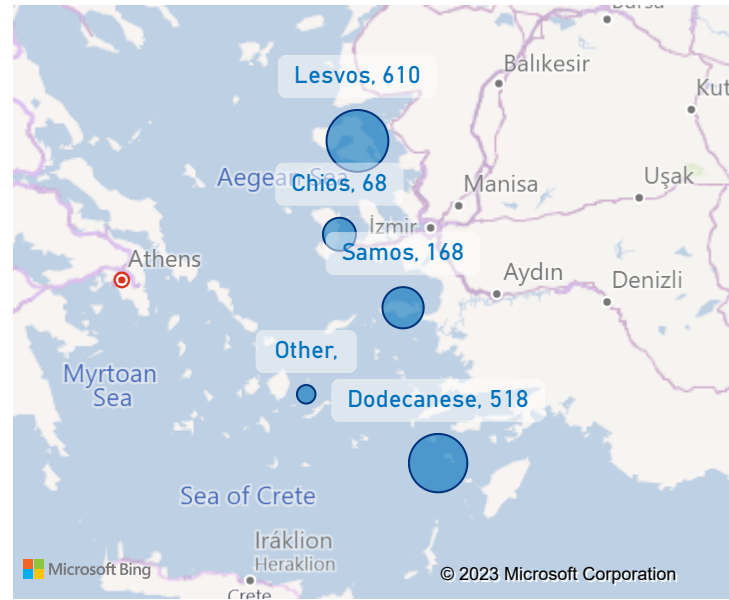 Bursa
Lesvos, 610
Balıkesir
Aegean Sea
Chios, 68
Manisa
Uşak
İzmir
Samos, 168
Athens
Aydın
Denizli
Other,
Myrtoan
Sea
Dodecanese, 518
Sea of Crete
Iráklion
Heraklion
Microsoft Bing
© 2023 Microsoft Corporation
Crete